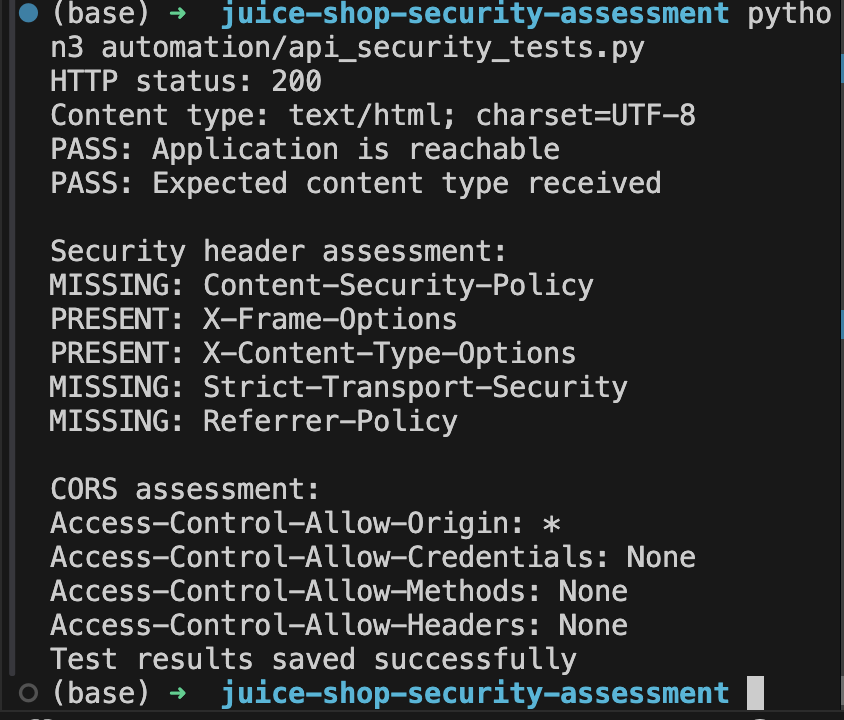 (base) ➜ juice-shop-security-assessment pytho
n3 automation/api_security_tests.py
HTTP status: 200
Content type: text/html; charset=UTF-8
PASS: Application is reachable
PASS: Expected content type received
Security header assessment:
MISSING: Content-Security-Policy
PRESENT: X-Frame-Options
PRESENT: X-Content-Type-Options
MISSING: Strict-Transport-Security
MISSING: Referrer-Policy
CORS assessment:
Access-Control-Allow-Origin: *
Access-Control-Allow-Credentials: None
Access-Control-Allow-Methods: None
Access-Control-Allow-Headers: None
Test results saved successfully
(base) ➜ juice-shop-security-assessment